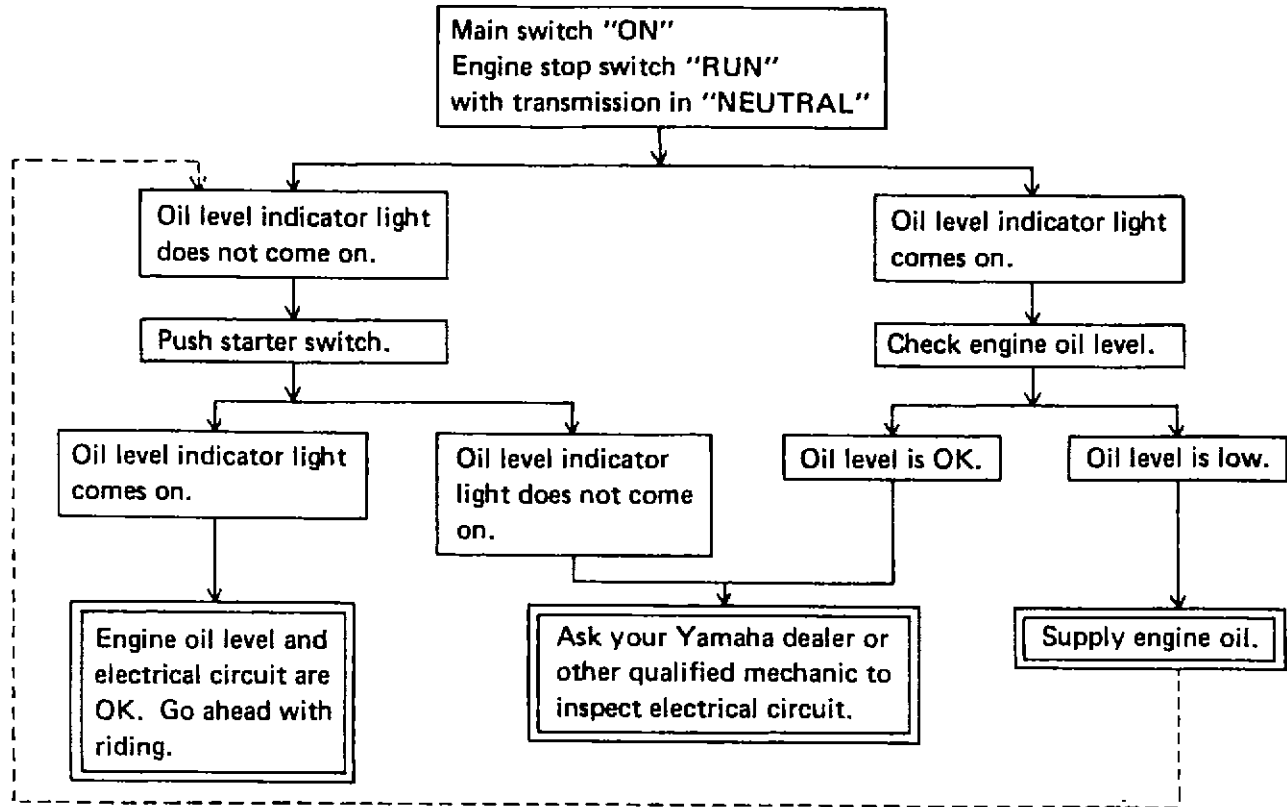 Main switch "ON"
Engine stop switch "RUN"
with transmission in "NEUTRAL"
Oil level indicator light
does not come on.
Oil level indicator light
comes on.
Push starter switch.
Check engine oil level.
Oil level indicator light
comes on.
Oil level indicator
light does not come
on.
Oil level is OK.
Oil level is low.
Engine oil level and
electrical circuit are
OK. Go ahead with
riding.
Ask your Yamaha dealer or
other qualified mechanic to
inspect electrical circuit.
Supply engine oil.